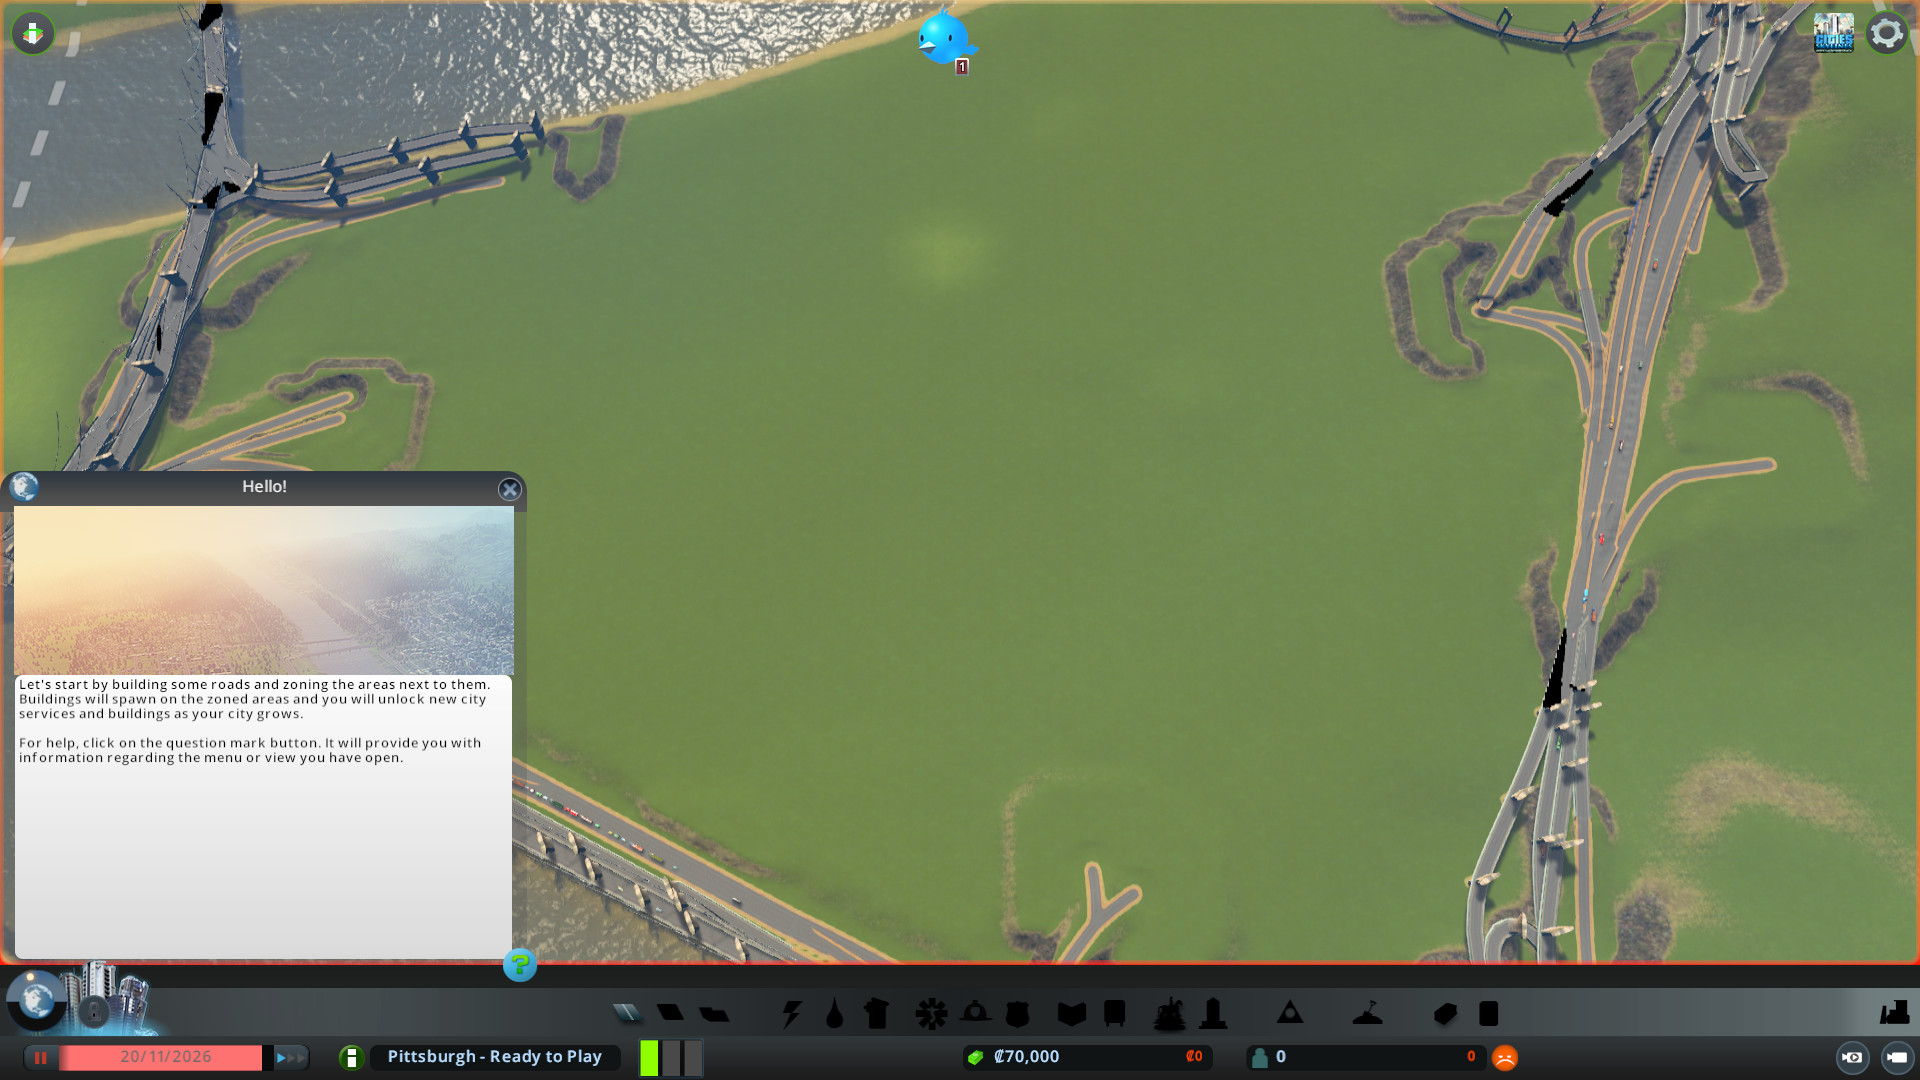 1
CITIES
SKYLINES
Hello!
Let's start by building some roads and zoning the areas next to them.
Buildings will spawn on the zoned areas and you will unlock new city
services and buildings as your city grows.
For help, click on the question mark button. It will provide you with
information regarding the menu or view you have open.
?
20/11/2026
Pittsburgh - Ready to Play
₡70,000
₡0
0
0